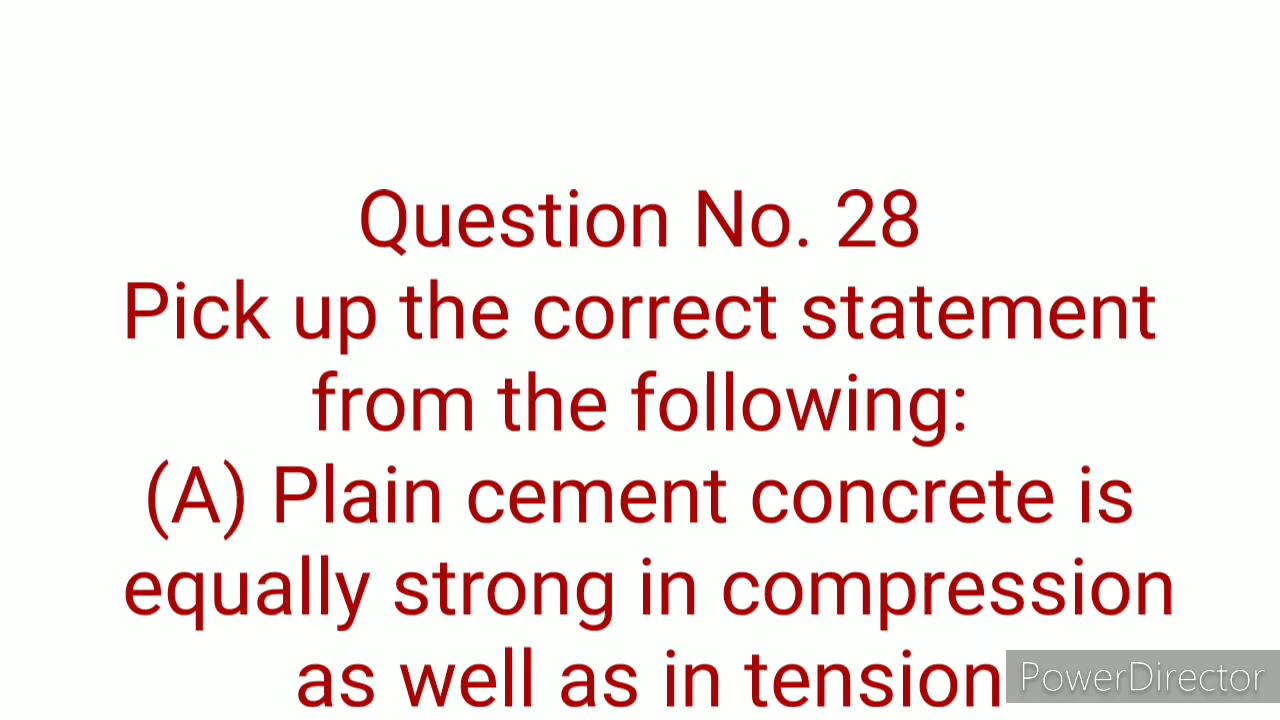 Question No. 28
Pick up the correct statement
from the following:
(A) Plain cement concrete is
equally strong in compression
as well as in tension
PowerDirector